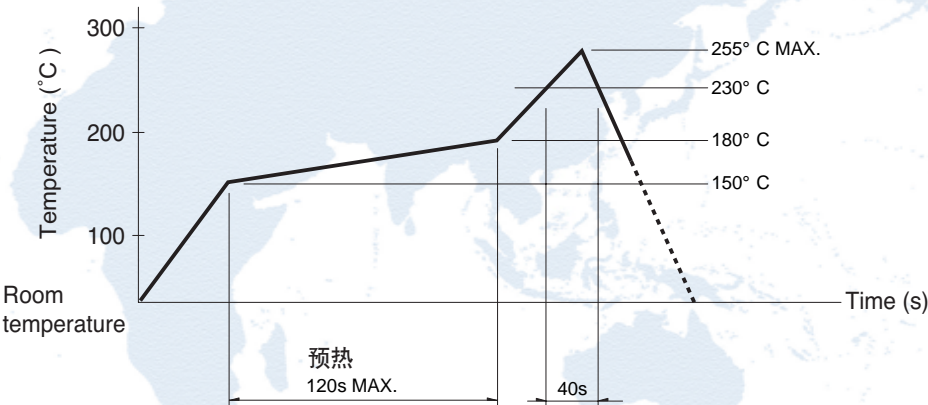 300
200
100
Temperature (˚C )
Room
temperature
255° C MAX.
230° C
180° C
150° C
Time (s)
预热
120s MAX.
40s